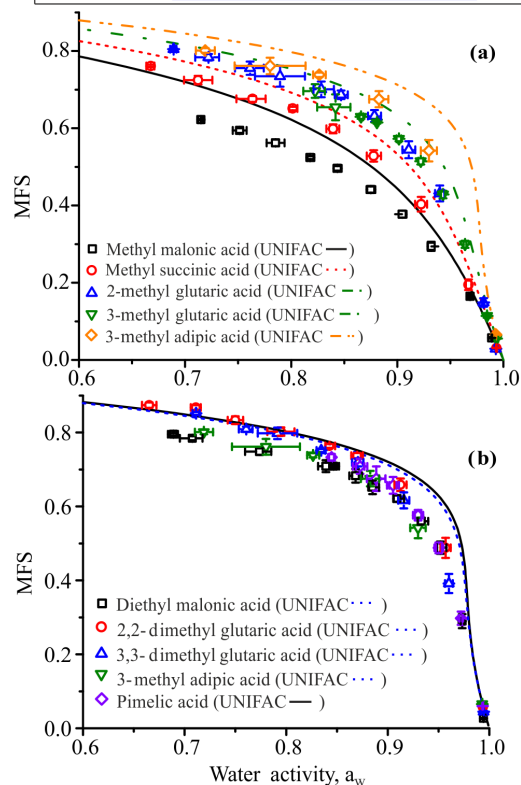 (a)
0.8
0.6
0.4
0.2
0.0
MFS
Methyl malonic acid (UNIFAC )
Methyl succinic acid (UNIFAC )
2-methyl glutaric acid (UNIFAC )
3-methyl glutaric acid (UNIFAC )
3-methyl adipic acid (UNIFAC )
0.6 0.7 0.8 0.9 1.0
(b)
0.8
0.6
0.4
0.2
0.0
MFS
Diethyl malonic acid (UNIFAC )
2,2- dimethyl glutaric acid (UNIFAC )
3,3- dimethyl glutaric acid (UNIFAC )
3-methyl adipic acid (UNIFAC )
Pimelic acid (UNIFAC )
0.6 0.7 0.8 0.9 1.0
Water activity, aw